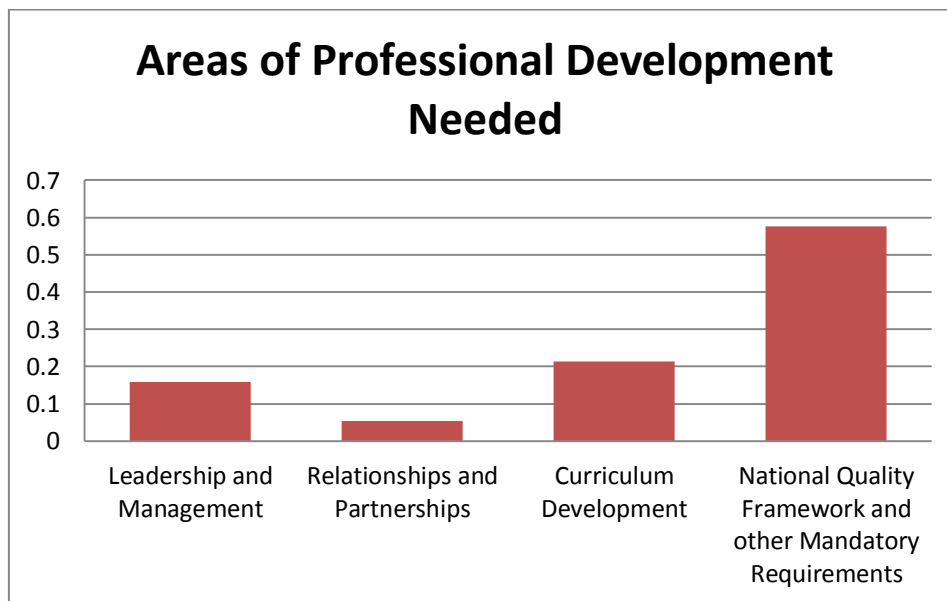 Areas of Professional Development
Needed
0.7
0.6
0.5
0.4
0.3
0.2
0.1
0
Leadership and
Management
Relationships and
Partnerships
Curriculum
Development
National Quality
Framework and
other Mandatory
Requirements